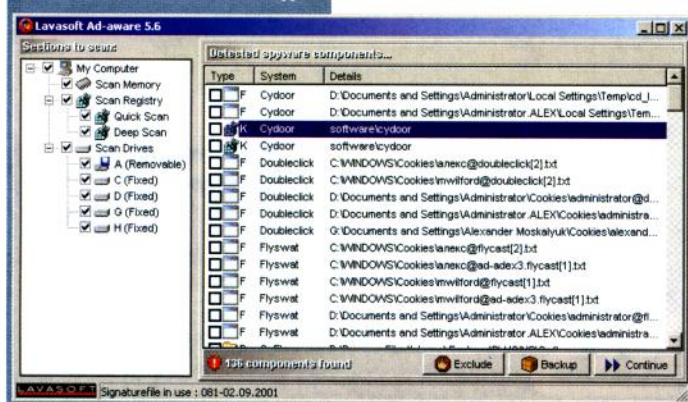 Lavasoft Ad-aware 5.6
Sections to scan:
My Computer
Scan Memory
Scan Registry
Quick Scan
Deep Scan
Scan Drives
A (Removable)
C (Fixed)
D (Fixed)
G (Fixed)
H (Fixed)
Detected spyware components...
Type System Details
F Cydoor D:\Documents and Settings\Administrator\Local Settings\Temp\cd_l...
F Cydoor D:\Documents and Settings\Administrator.ALEX\Local Settings\Tem...
K Cydoor software\cydoor
K Cydoor software\cydoor
F Doubleclick C:\WINDOWS\Cookies\алекс@doubleclick[2].txt
F Doubleclick C:\WINDOWS\Cookies\mwilford@doubleclick[2].txt
F Doubleclick D:\Documents and Settings\Administrator\Cookies\administrator@d...
F Doubleclick D:\Documents and Settings\Administrator.ALEX\Cookies\administra...
F Doubleclick G:\Documents and Settings\Alexander Moskalyuk\Cookies\alexand...
F Flyswat C:\WINDOWS\Cookies\алекс@flycast[2].txt
F Flyswat C:\WINDOWS\Cookies\алекс@ad-adex3.flycast[1].txt
F Flyswat C:\WINDOWS\Cookies\mwilford@flycast[1].txt
F Flyswat C:\WINDOWS\Cookies\mwilford@ad-adex3.flycast[1].txt
F Flyswat D:\Documents and Settings\Administrator\Cookies\administrator@fl...
F Flyswat D:\Documents and Settings\Administrator.ALEX\Cookies\administra...
136 components found
Exclude
Backup
Continue
LAVASOFT Signaturefile in use : 081-02.09.2001